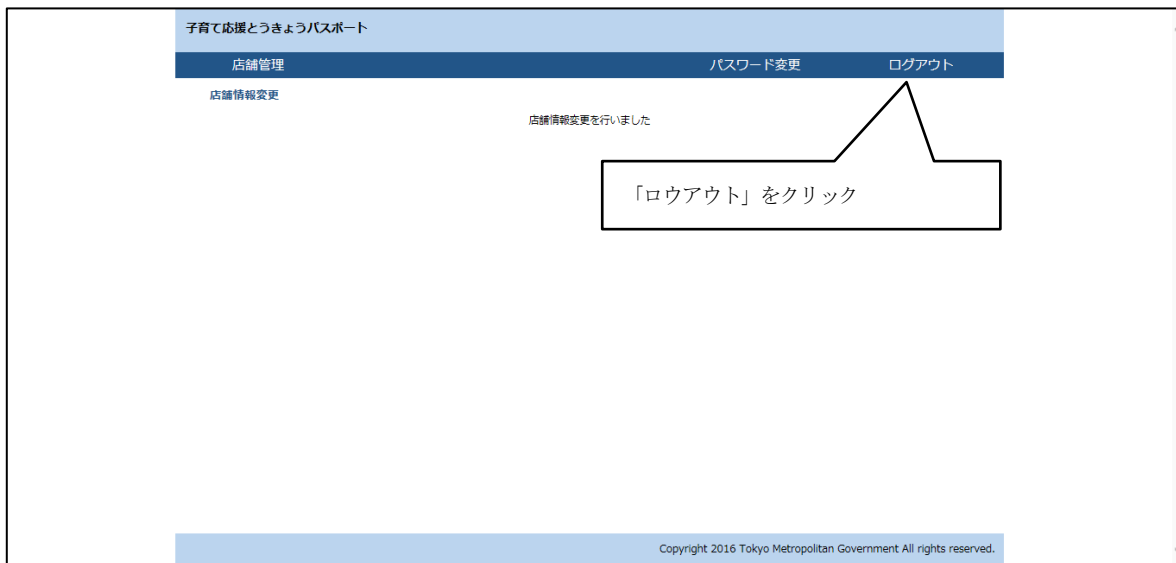 子育て応援とうきょうパスポート
店舗管理 パスワード変更 ログアウト
店舗情報変更
店舗情報変更を行いました
「ロウアウト」をクリック
Copyright 2016 Tokyo Metropolitan Government All rights reserved.